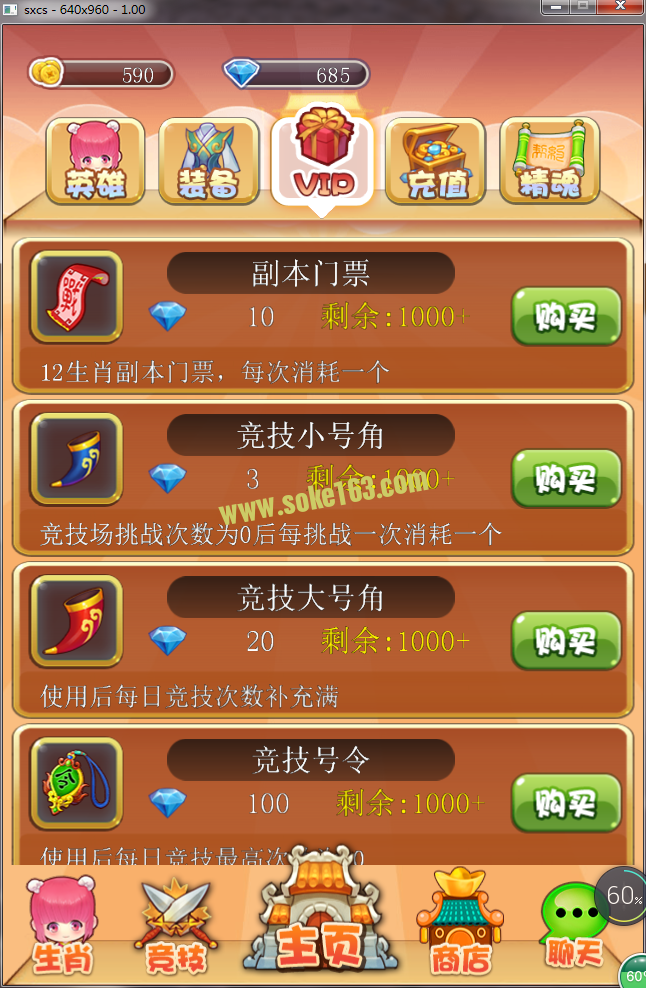 sxcs - 640x960 - 1.00
590
685
英雄
装备
VIP
充值
精魂
副本门票
10
剩余:1000+
购买
12生肖副本门票，每次消耗一个
竞技小号角
3
剩余:1000+
购买
www.soke163.com
竞技场挑战次数为0后每挑战一次消耗一个
竞技大号角
20
剩余:1000+
购买
使用后每日竞技次数补充满
竞技号令
100
剩余:1000+
购买
使用后每日竞技最高次
60%
生肖
竞技
主页
商店
聊天